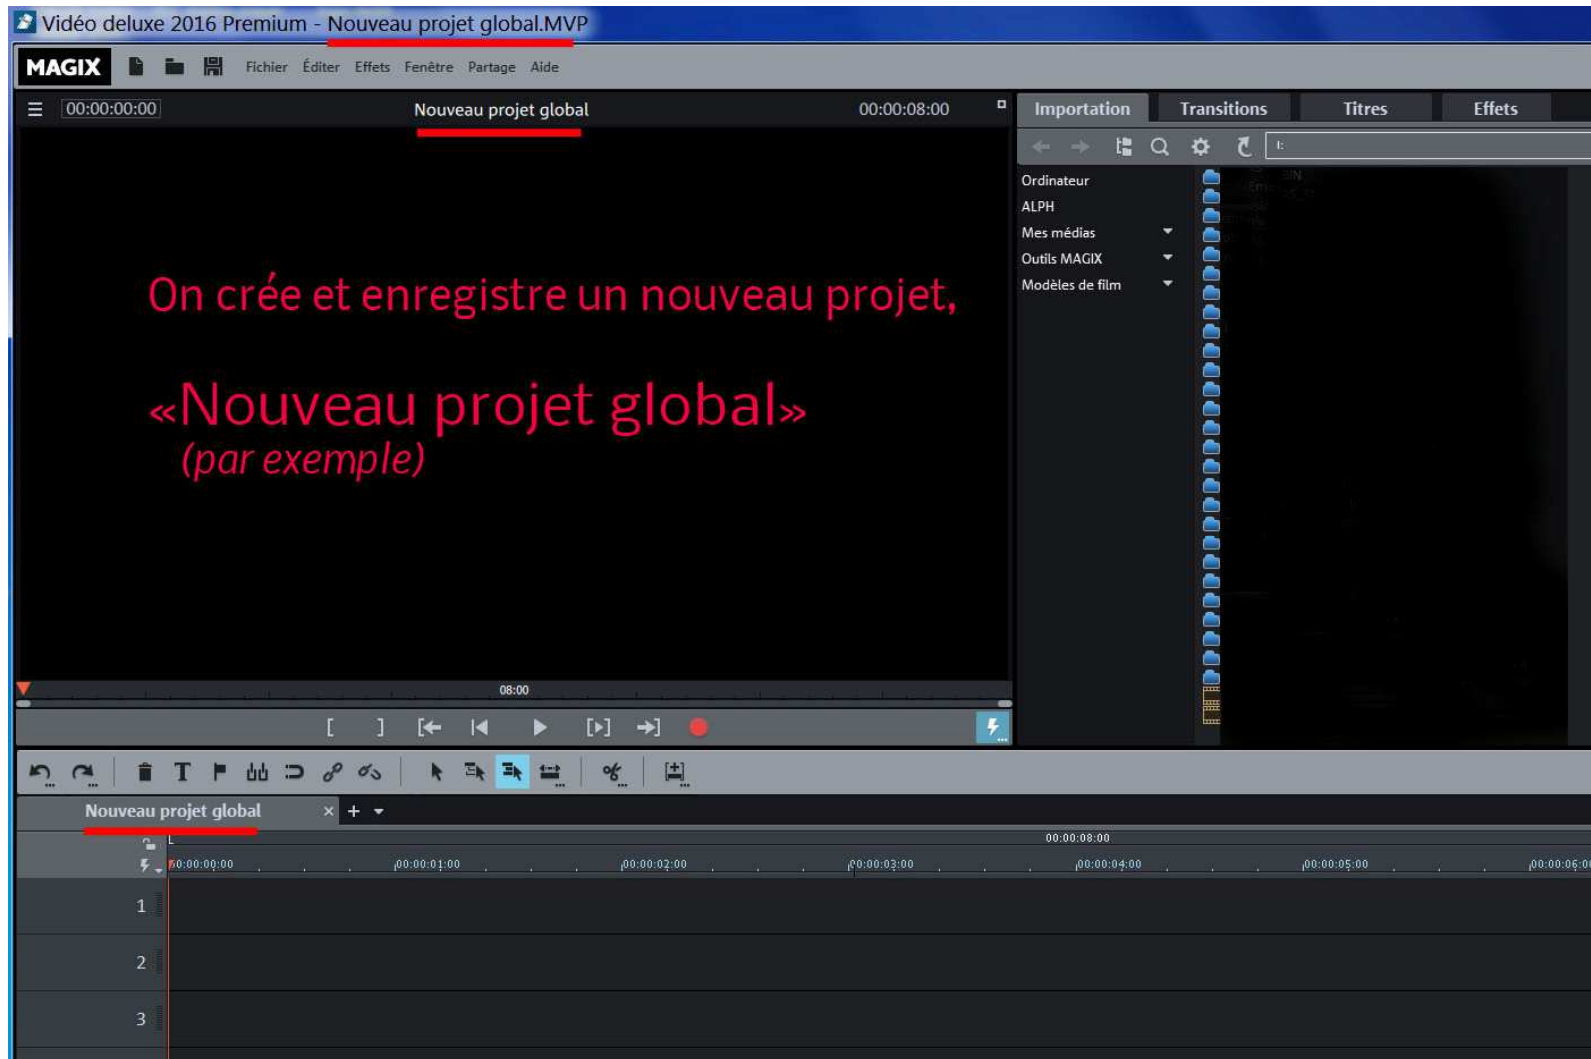 Vidéo deluxe 2016 Premium - Nouveau projet global.MVP
MAGIX Fichier Éditer Effets Fenêtre Partage Aide
00:00:00:00 Nouveau projet global 00:00:08:00
Importation Transitions Titres Effets
I:
Ordinateur
ALPH
Mes médias
Outils MAGIX
Modèles de film
On crée et enregistre un nouveau projet,
«Nouveau projet global»
(par exemple)
08:00
Nouveau projet global
00:00:08:00
00:00:00:00 00:00:01:00 00:00:02:00 00:00:03:00 00:00:04:00 00:00:05:00
1
2
3